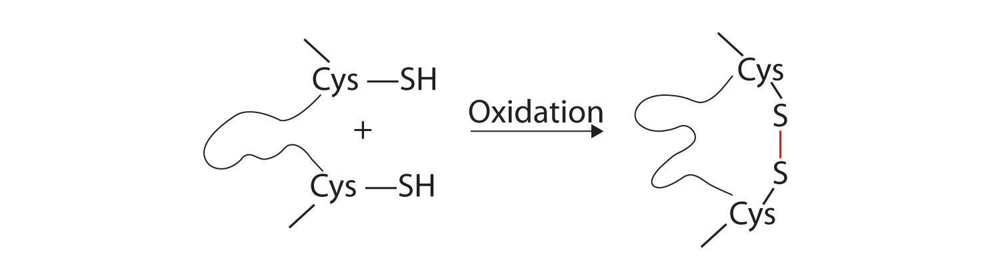 Cys — SH
+
Cys — SH
Oxidation
Cys
S
S
Cys